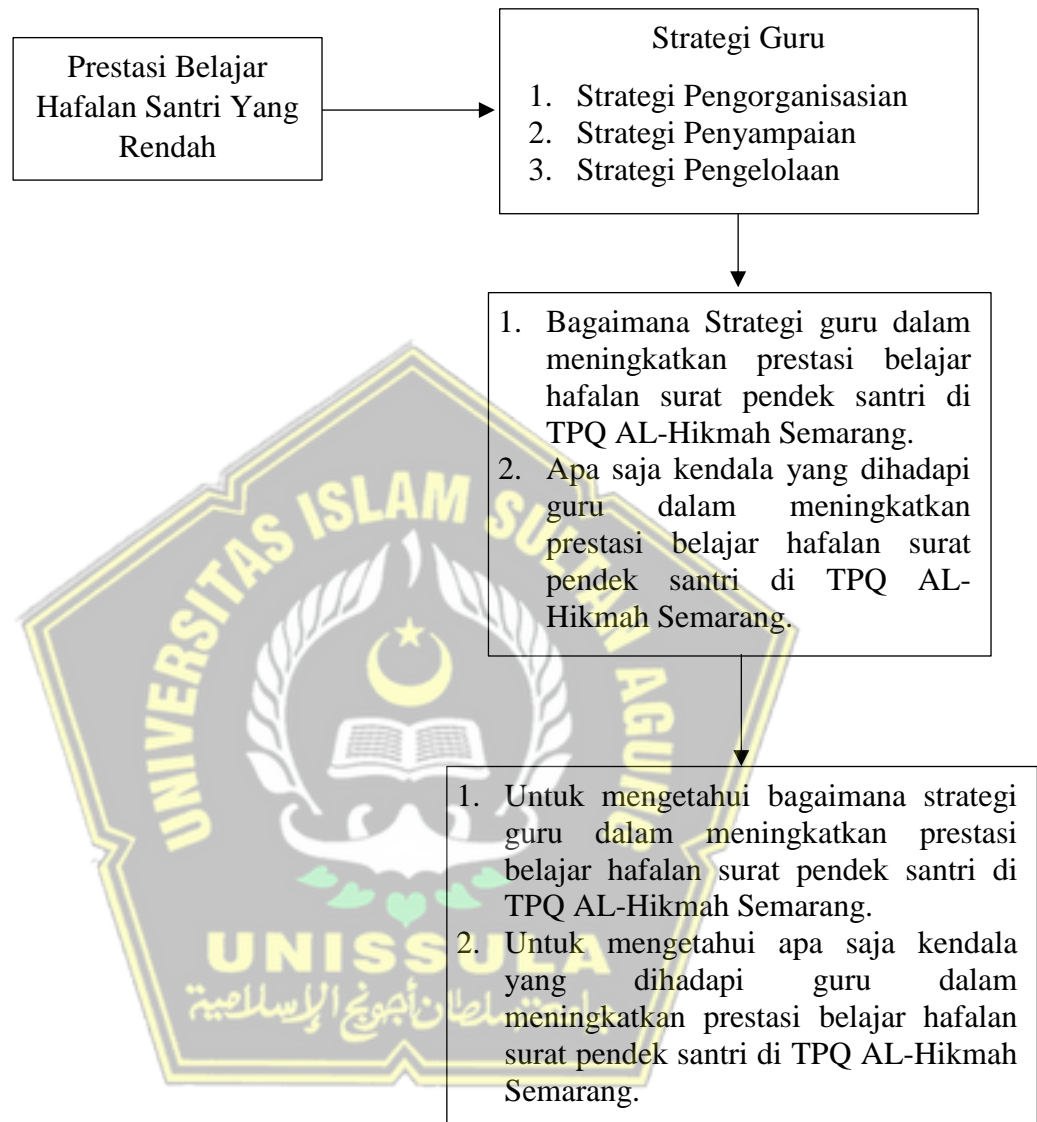 Prestasi Belajar
Hafalan Santri Yang
Rendah
Strategi Guru
1. Strategi Pengorganisasian
2. Strategi Penyampaian
3. Strategi Pengelolaan
1. Bagaimana Strategi guru dalam
meningkatkan prestasi belajar
hafalan surat pendek santri di
TPQ AL-Hikmah Semarang.
2. Apa saja kendala yang dihadapi
guru dalam meningkatkan
prestasi belajar hafalan surat
pendek santri di TPQ AL-
Hikmah Semarang.
1. Untuk mengetahui bagaimana strategi
guru dalam meningkatkan prestasi
belajar hafalan surat pendek santri di
TPQ AL-Hikmah Semarang.
2. Untuk mengetahui apa saja kendala
yang dihadapi guru dalam
meningkatkan prestasi belajar hafalan
surat pendek santri di TPQ AL-Hikmah
Semarang.
UNIVERSITAS ISLAM SULTAN AGUNG
UNISSULA
جامعة سلطان أجونج الإسلامية